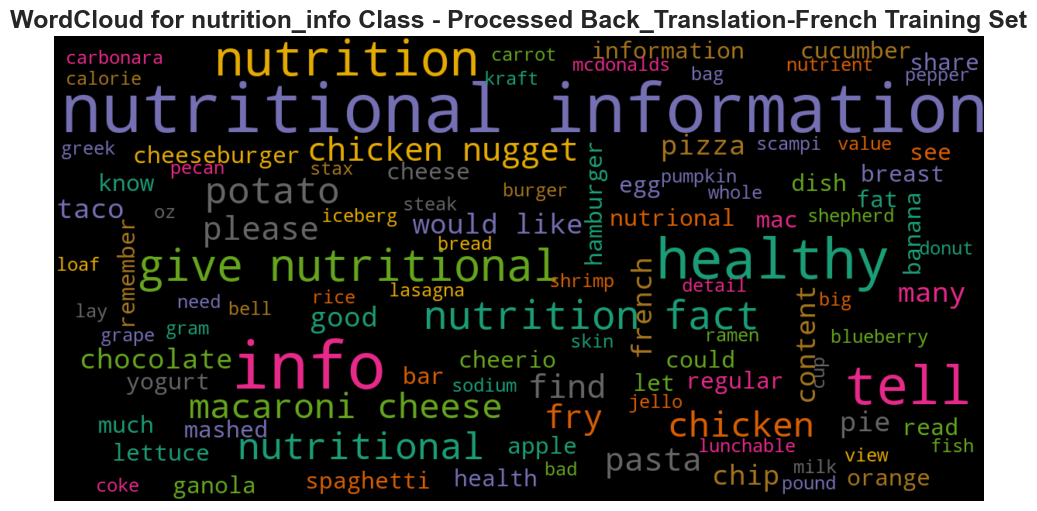 WordCloud for nutrition_info Class - Processed Back_Translation-French Training Set
carbonara nutrition carrot information cucumber
calorie kraft mcdonalds bag nutrient share pepper
nutritional information
greek cheeseburger chicken nugget hamburger pizza scampi value see
pecan stax cheese
know potato burger egg pumpkin whole dish fat breast banana
taco oz please iceberg steak would like nutrional mac shepherd
remember bread donut
loaf give nutritional shrimp french healthy detail
lasagna many
lay grape need gram bell rice good nutrition fact skin content big
ramen blueberry
chocolate info cheerio could cup
yogurt bar sodium find let regular tell
macaroni cheese fry jello
much mashed chicken pie read
lettuce nutritional apple lunchable view fish
bad pasta chip milk
coke ganola spaghetti health pound orange